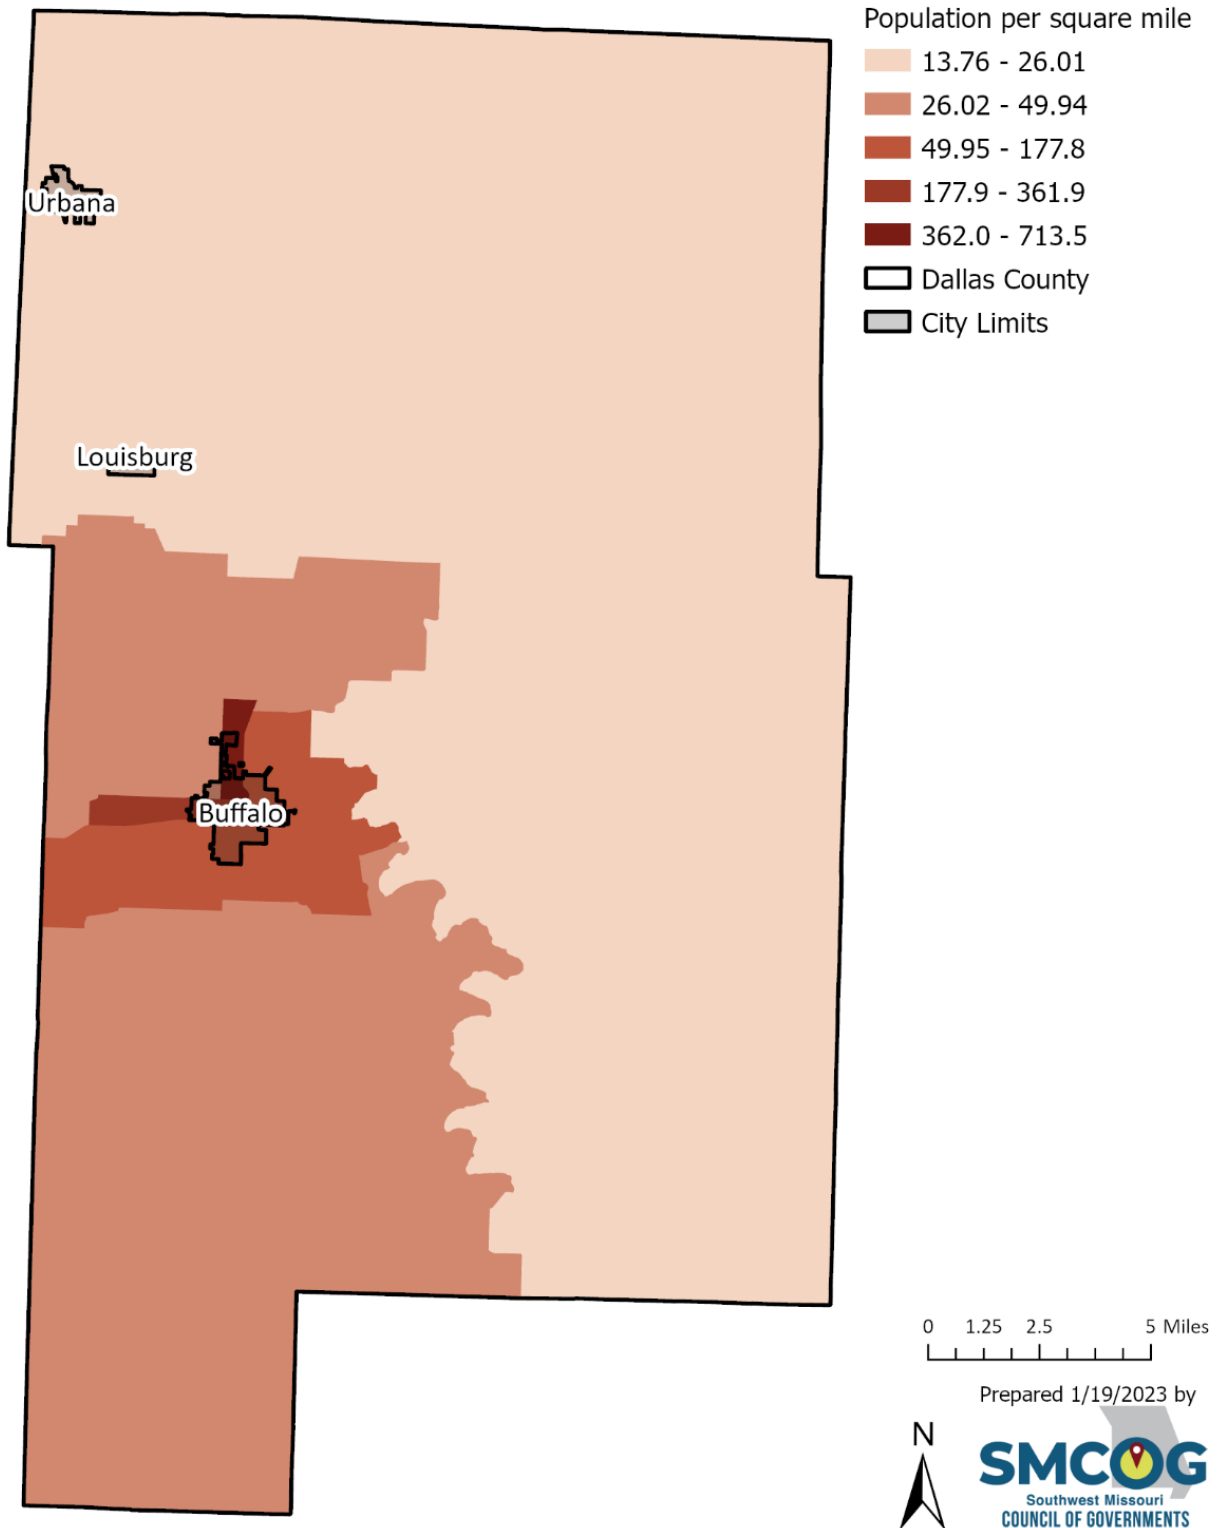 Population per square mile
13.76 - 26.01
26.02 - 49.94
49.95 - 177.8
177.9 - 361.9
362.0 - 713.5
Dallas County
City Limits
Urbana
Louisburg
Buffalo
0 1.25 2.5 5 Miles
Prepared 1/19/2023 by
N
SMCOG
Southwest Missouri
COUNCIL OF GOVERNMENTS